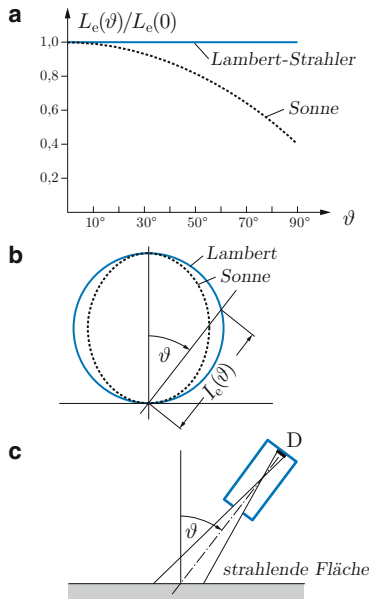 a
L_e(ϑ)/L_e(0)
1,0
Lambert-Strahler
0,8
Sonne
0,6
0,4
0,2
10° 30° 50° 70° 90° ϑ
b
Lambert
Sonne
ϑ
I_e(ϑ)
c
D
ϑ
strahlende Fläche